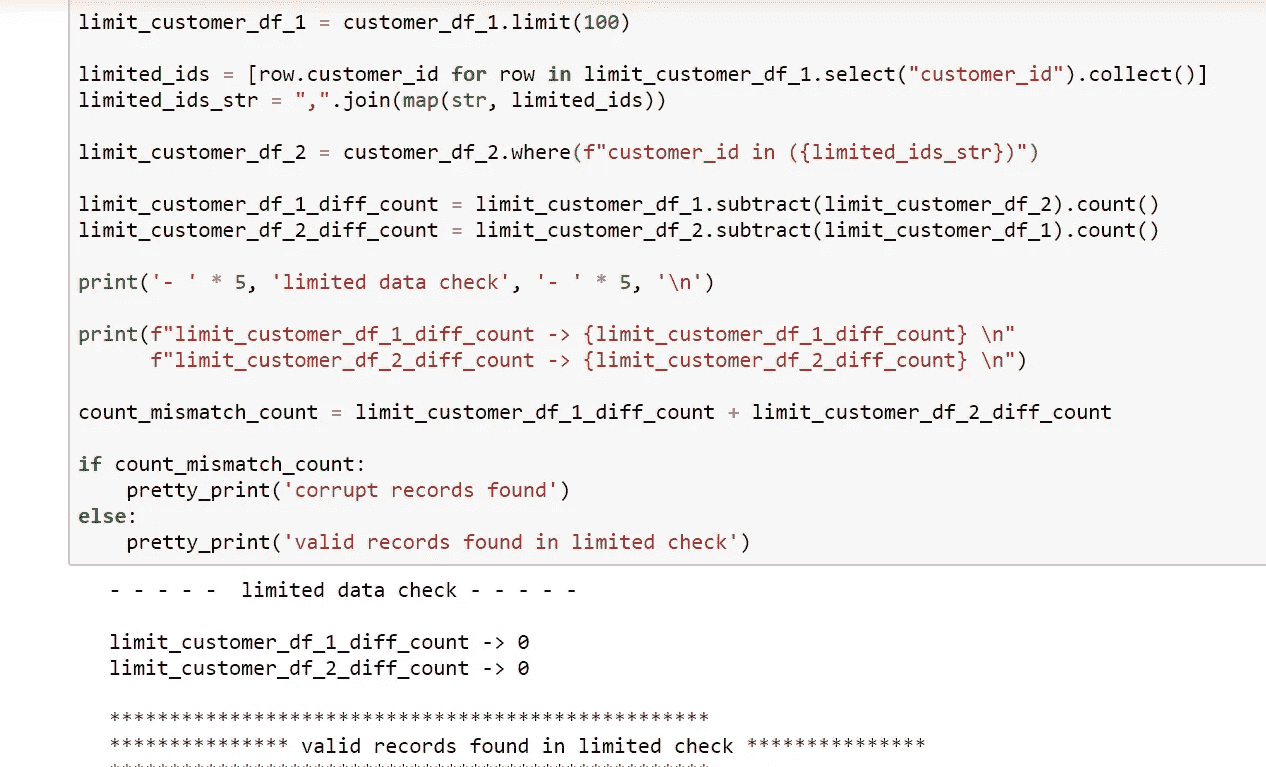 limit_customer_df_1 = customer_df_1.limit(100)
limited_ids = [row.customer_id for row in limit_customer_df_1.select("customer_id").collect()]
limited_ids_str = ",".join(map(str, limited_ids))
limit_customer_df_2 = customer_df_2.where(f"customer_id in ({limited_ids_str})")
limit_customer_df_1_diff_count = limit_customer_df_1.subtract(limit_customer_df_2).count()
limit_customer_df_2_diff_count = limit_customer_df_2.subtract(limit_customer_df_1).count()
print('- ' * 5, 'limited data check', '- ' * 5, '\n')
print(f"limit_customer_df_1_diff_count -> {limit_customer_df_1_diff_count} \n"
      f"limit_customer_df_2_diff_count -> {limit_customer_df_2_diff_count} \n")
count_mismatch_count = limit_customer_df_1_diff_count + limit_customer_df_2_diff_count
if count_mismatch_count:
    pretty_print('corrupt records found')
else:
    pretty_print('valid records found in limited check')
- - - - -  limited data check - - - - -
limit_customer_df_1_diff_count -> 0
limit_customer_df_2_diff_count -> 0
**************************************************
*************** valid records found in limited check ***************
**************************************************